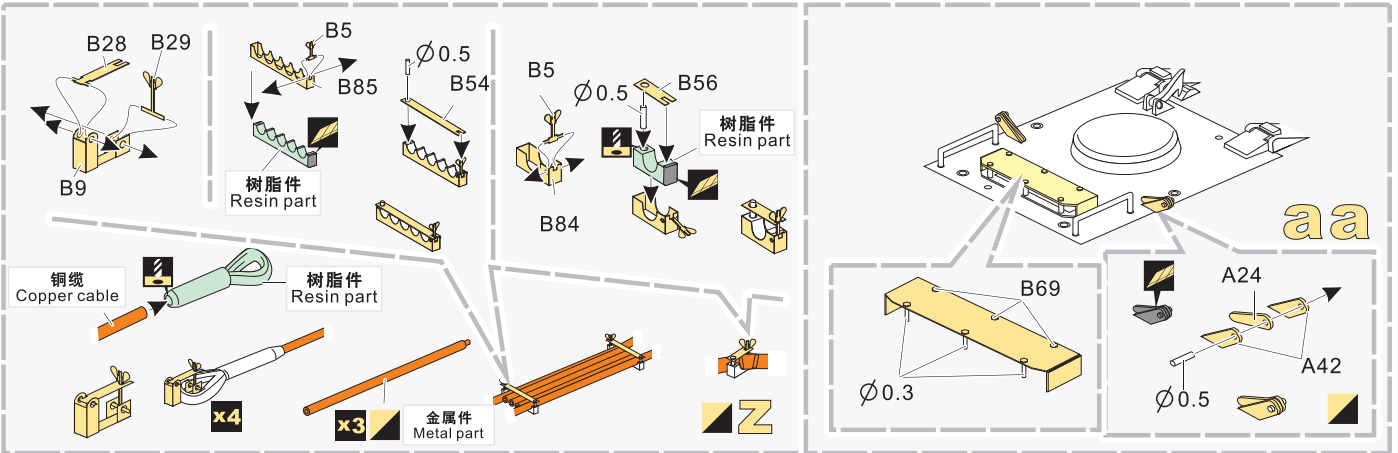 B28
B29
B9
B5
B85
树脂件
Resin part
Ø0.5
B54
B5
Ø0.5
B56
树脂件
Resin part
B84
铜缆
Copper cable
树脂件
Resin part
x4
x3
金属件
Metal part
z
aa
B69
Ø0.3
A24
A42
Ø0.5